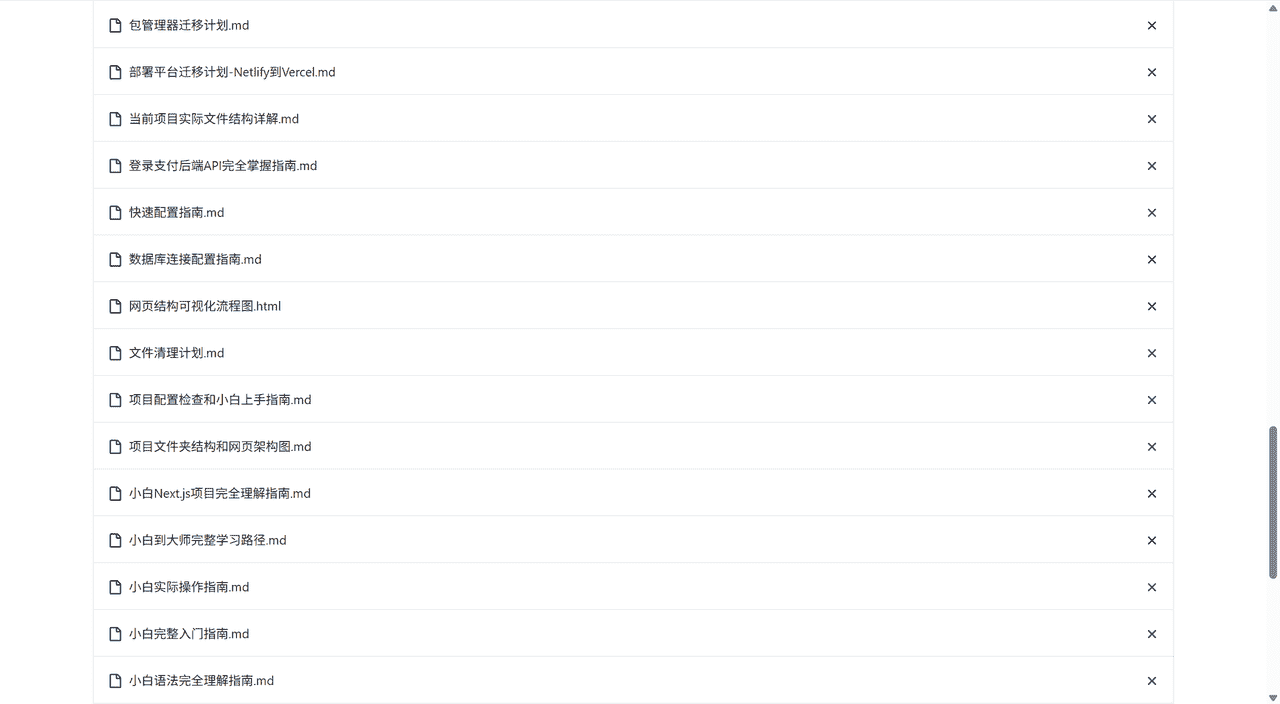 包管理器迁移计划.md
部署平台迁移计划-Netlify到Vercel.md
当前项目实际文件结构详解.md
登录支付后端API完全掌握指南.md
快速配置指南.md
数据库连接配置指南.md
网页结构可视化流程图.html
文件清理计划.md
项目配置检查和小白上手指南.md
项目文件夹结构和网页架构图.md
小白Next.js项目完全理解指南.md
小白到大师完整学习路径.md
小白实际操作指南.md
小白完整入门指南.md
小白语法完全理解指南.md